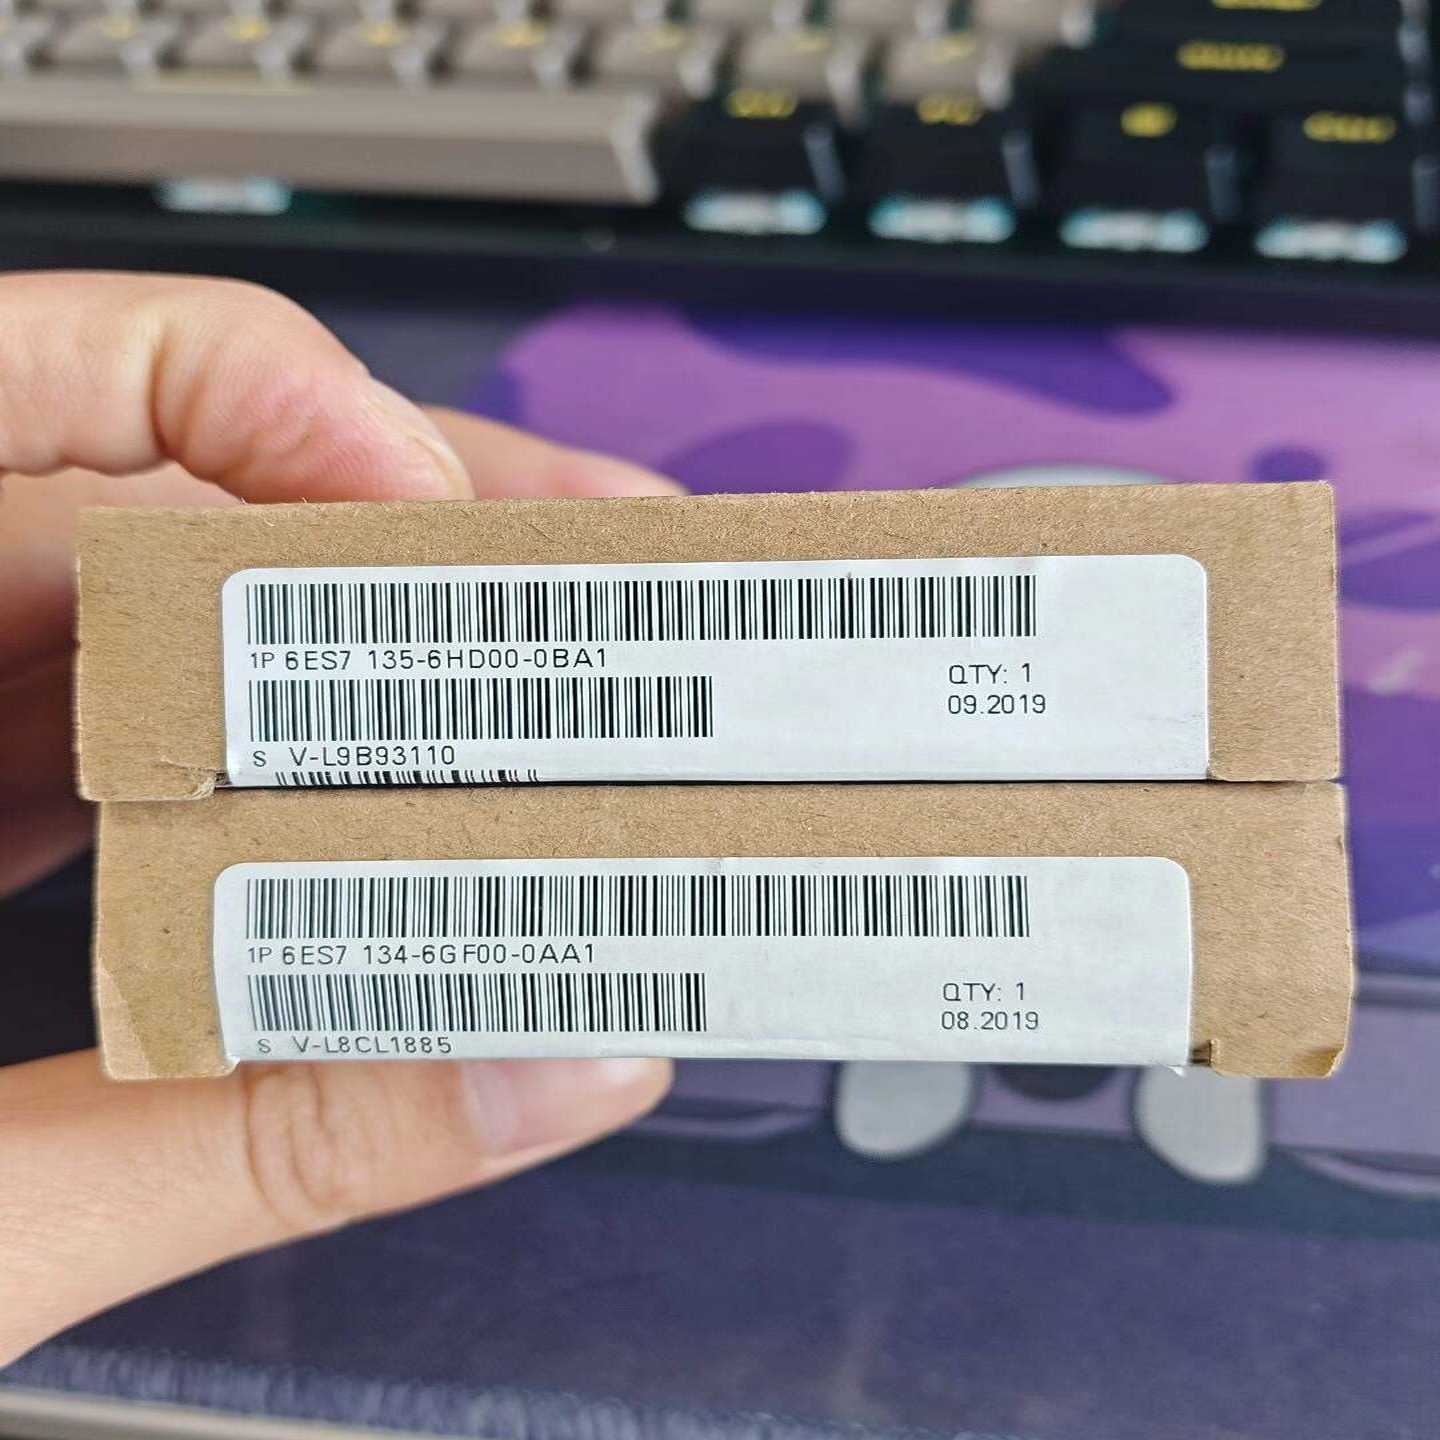 1P 6ES7 135-6HD00-0BA1
QTY: 1
09.2019
S V-L9B93110
1P 6ES7 134-6GF00-0AA1
QTY: 1
08.2019
S V-L8CL1885